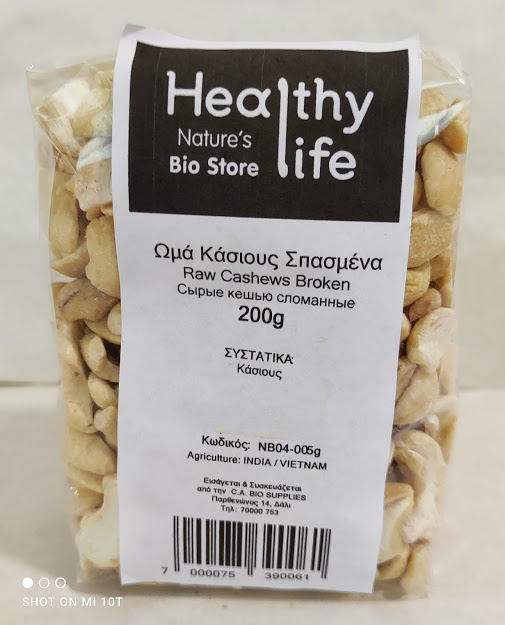 Healthy
Nature's
life
Bio Store
Ωμά Κάσιους Σπασμένα
Raw Cashews Broken
Сырые кешью сломанные
200g
ΣΥΣΤΑΤΙΚΑ
Κάσιους
Κωδικός: NB04-005g
Agriculture: INDIA / VIETNAM
Εισάγεται & Συσκευάζεται
από την C.A. BIO SUPPLIES
Παρθενώνος 14, Δάλι
Τηλ: 70000 753
7 000075 390061
SHOT ON MI 10T